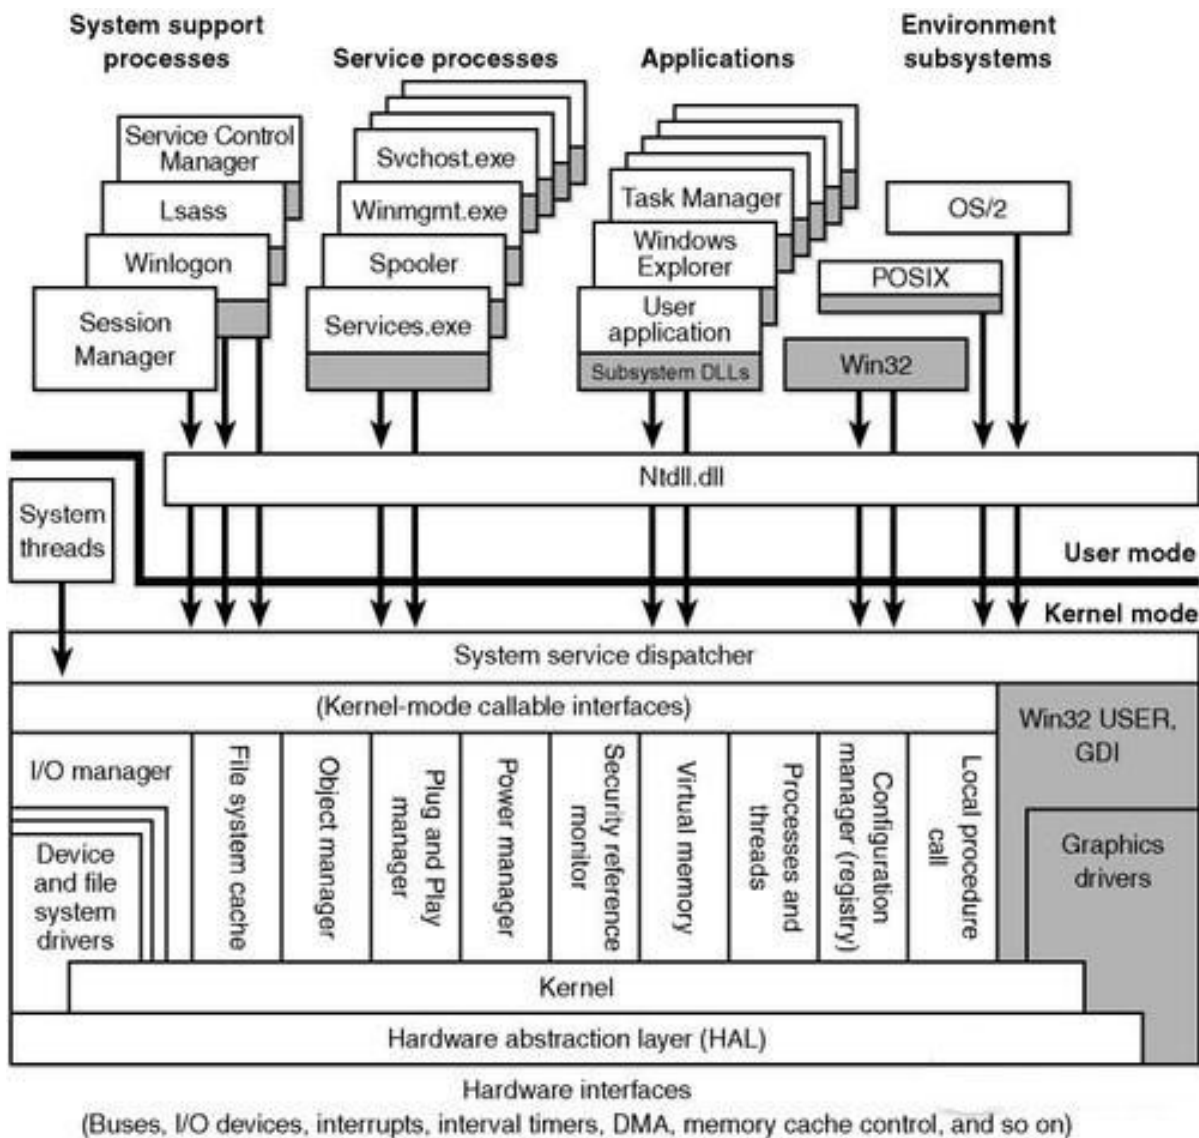 System support
processes
Service processes
Applications
Environment
subsystems
Service Control
Manager
Lsass
Winlogon
Session
Manager
Svchost.exe
Winmgmt.exe
Spooler
Services.exe
Task Manager
Windows
Explorer
User
application
Subsystem DLLs
OS/2
POSIX
Win32
Ntdll.dll
System
threads
User mode
Kernel mode
System service dispatcher
(Kernel-mode callable interfaces)
Win32 USER,
GDI
I/O manager
Device
and file
system
drivers
File system cache
Object manager
Plug and Play
manager
Power manager
Security reference
monitor
Virtual memory
Processes and
threads
Configuration
manager (registry)
Local procedure
call
Graphics
drivers
Kernel
Hardware abstraction layer (HAL)
Hardware interfaces
(Buses, I/O devices, interrupts, interval timers, DMA, memory cache control, and so on)